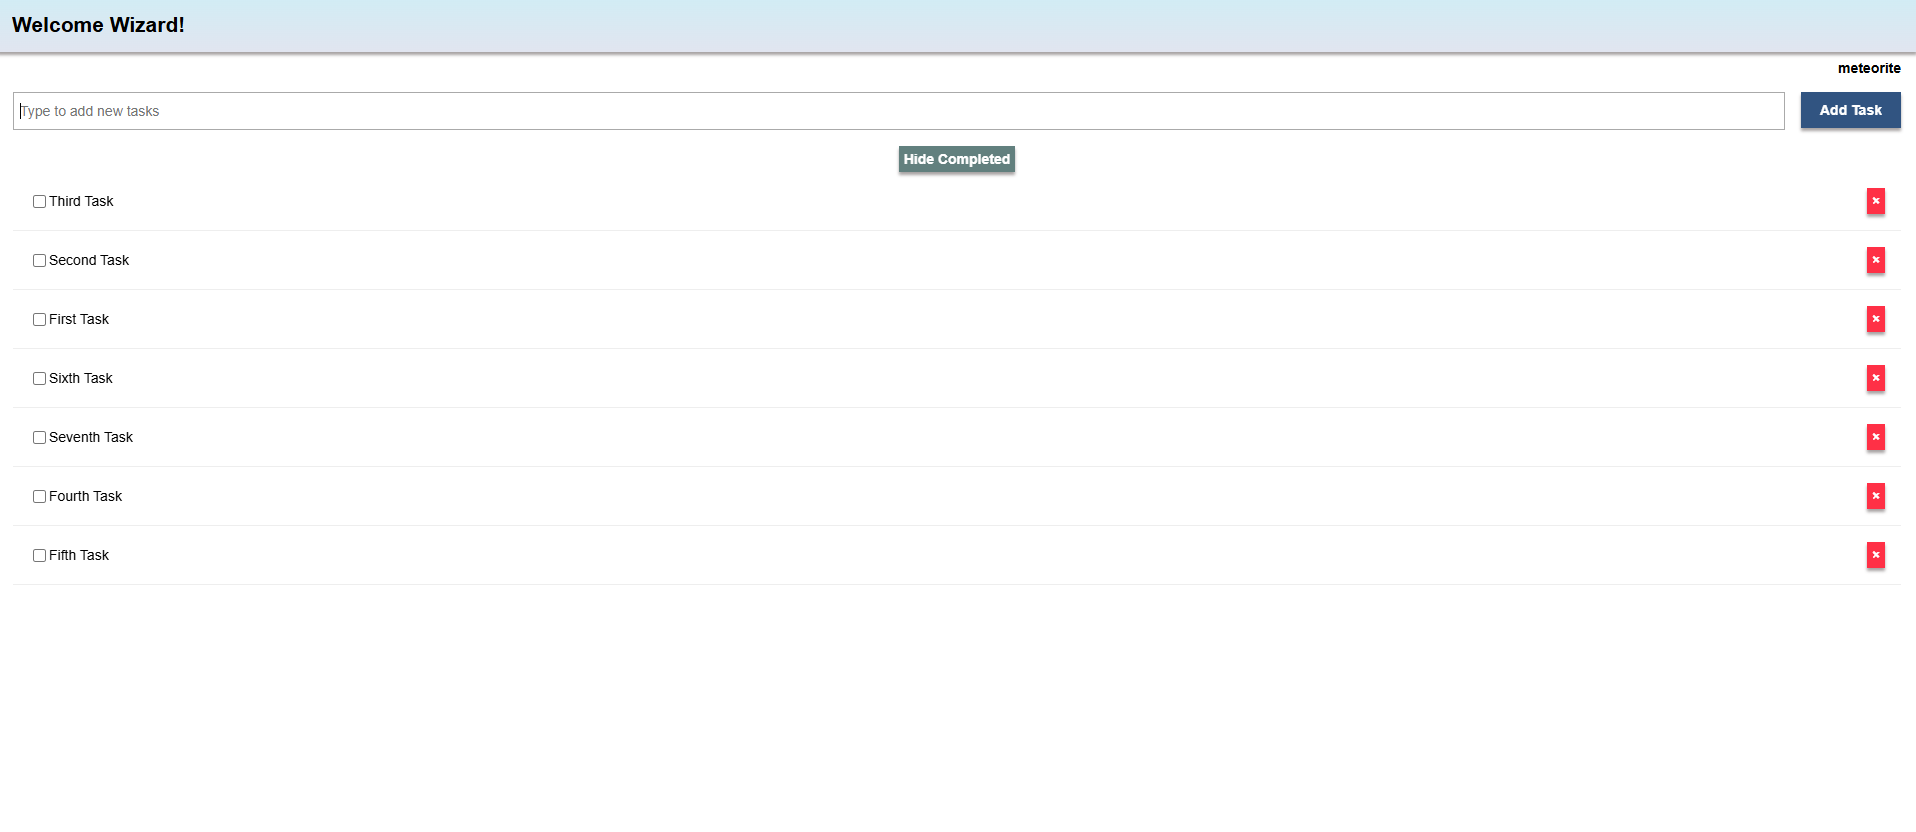 Welcome Wizard!
meteorite
Type to add new tasks
Add Task
Hide Completed
Third Task
Second Task
First Task
Sixth Task
Seventh Task
Fourth Task
Fifth Task